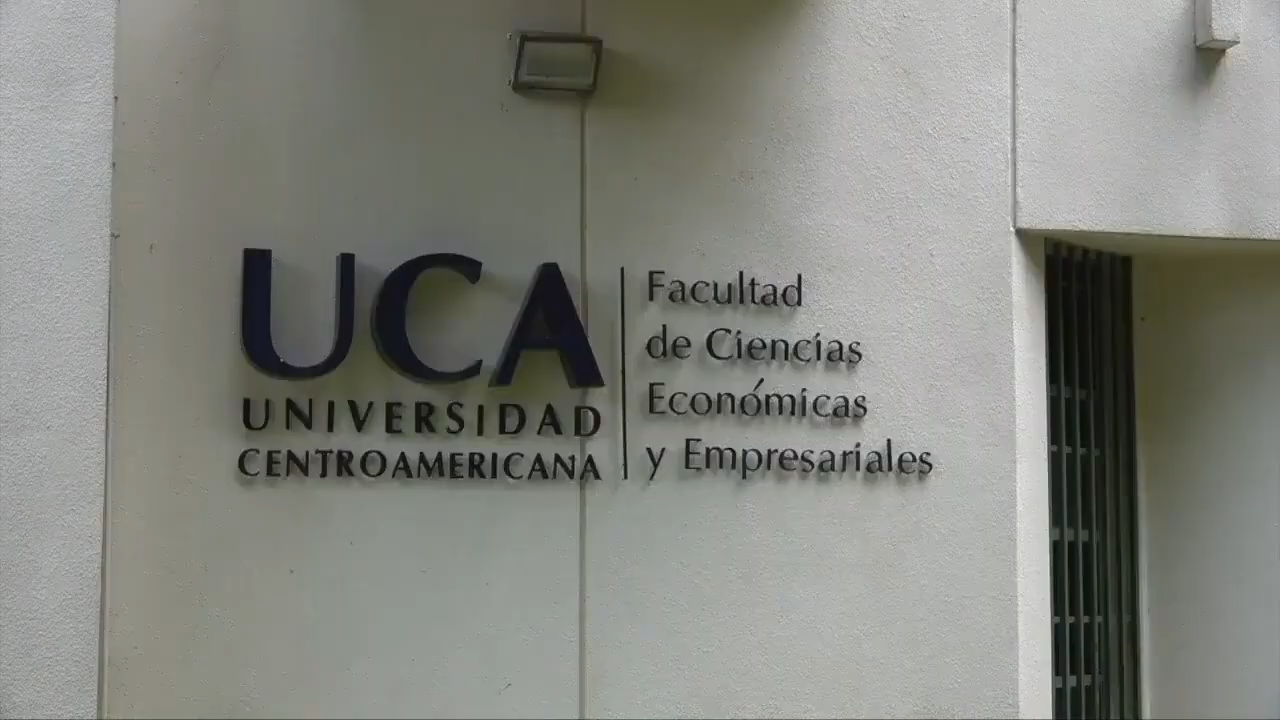 UCA
UNIVERSIDAD
CENTROAMERICANA
Facultad
de Ciencias
Económicas
y Empresariales